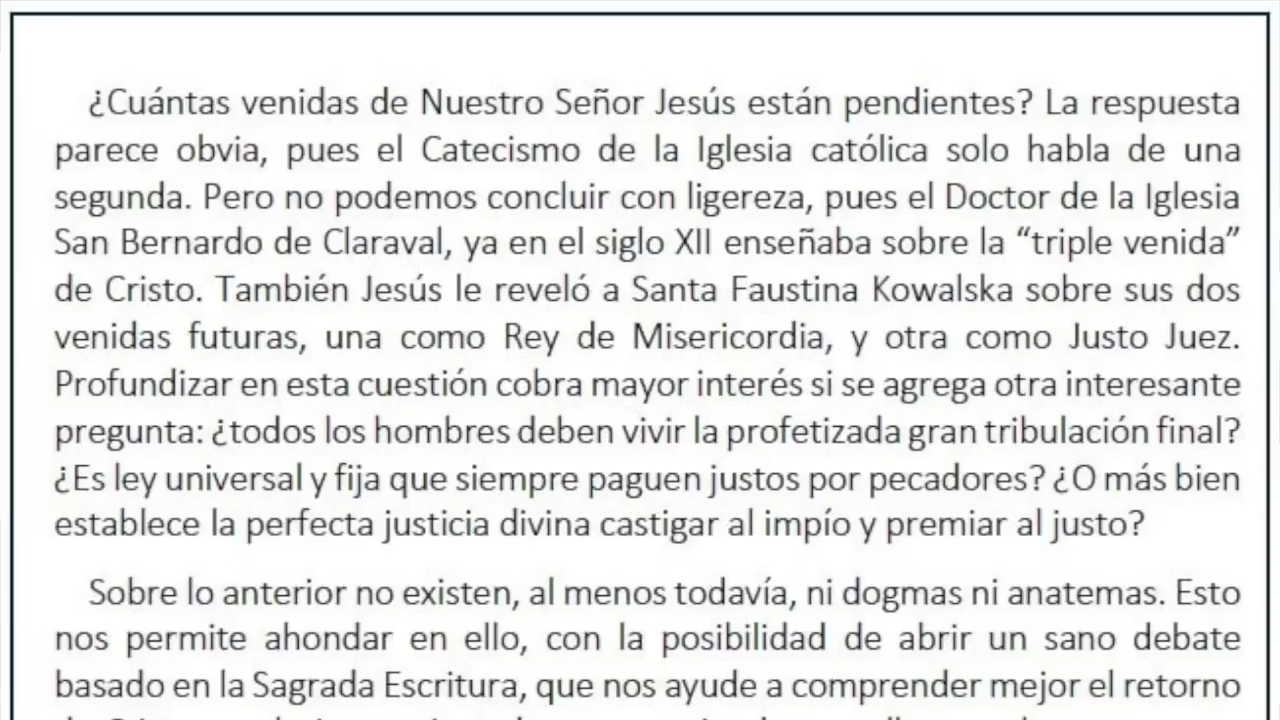 ¿Cuántas venidas de Nuestro Señor Jesús están pendientes? La respuesta
parece obvia, pues el Catecismo de la Iglesia católica solo habla de una
segunda. Pero no podemos concluir con ligereza, pues el Doctor de la Iglesia
San Bernardo de Claraval, ya en el siglo XII enseñaba sobre la “triple venida”
de Cristo. También Jesús le reveló a Santa Faustina Kowalska sobre sus dos
venidas futuras, una como Rey de Misericordia, y otra como Justo Juez.
Profundizar en esta cuestión cobra mayor interés si se agrega otra interesante
pregunta: ¿todos los hombres deben vivir la profetizada gran tribulación final?
¿Es ley universal y fija que siempre paguen justos por pecadores? ¿O más bien
establece la perfecta justicia divina castigar al impío y premiar al justo?
Sobre lo anterior no existen, al menos todavía, ni dogmas ni anatemas. Esto
nos permite ahondar en ello, con la posibilidad de abrir un sano debate
basado en la Sagrada Escritura, que nos ayude a comprender mejor el retorno